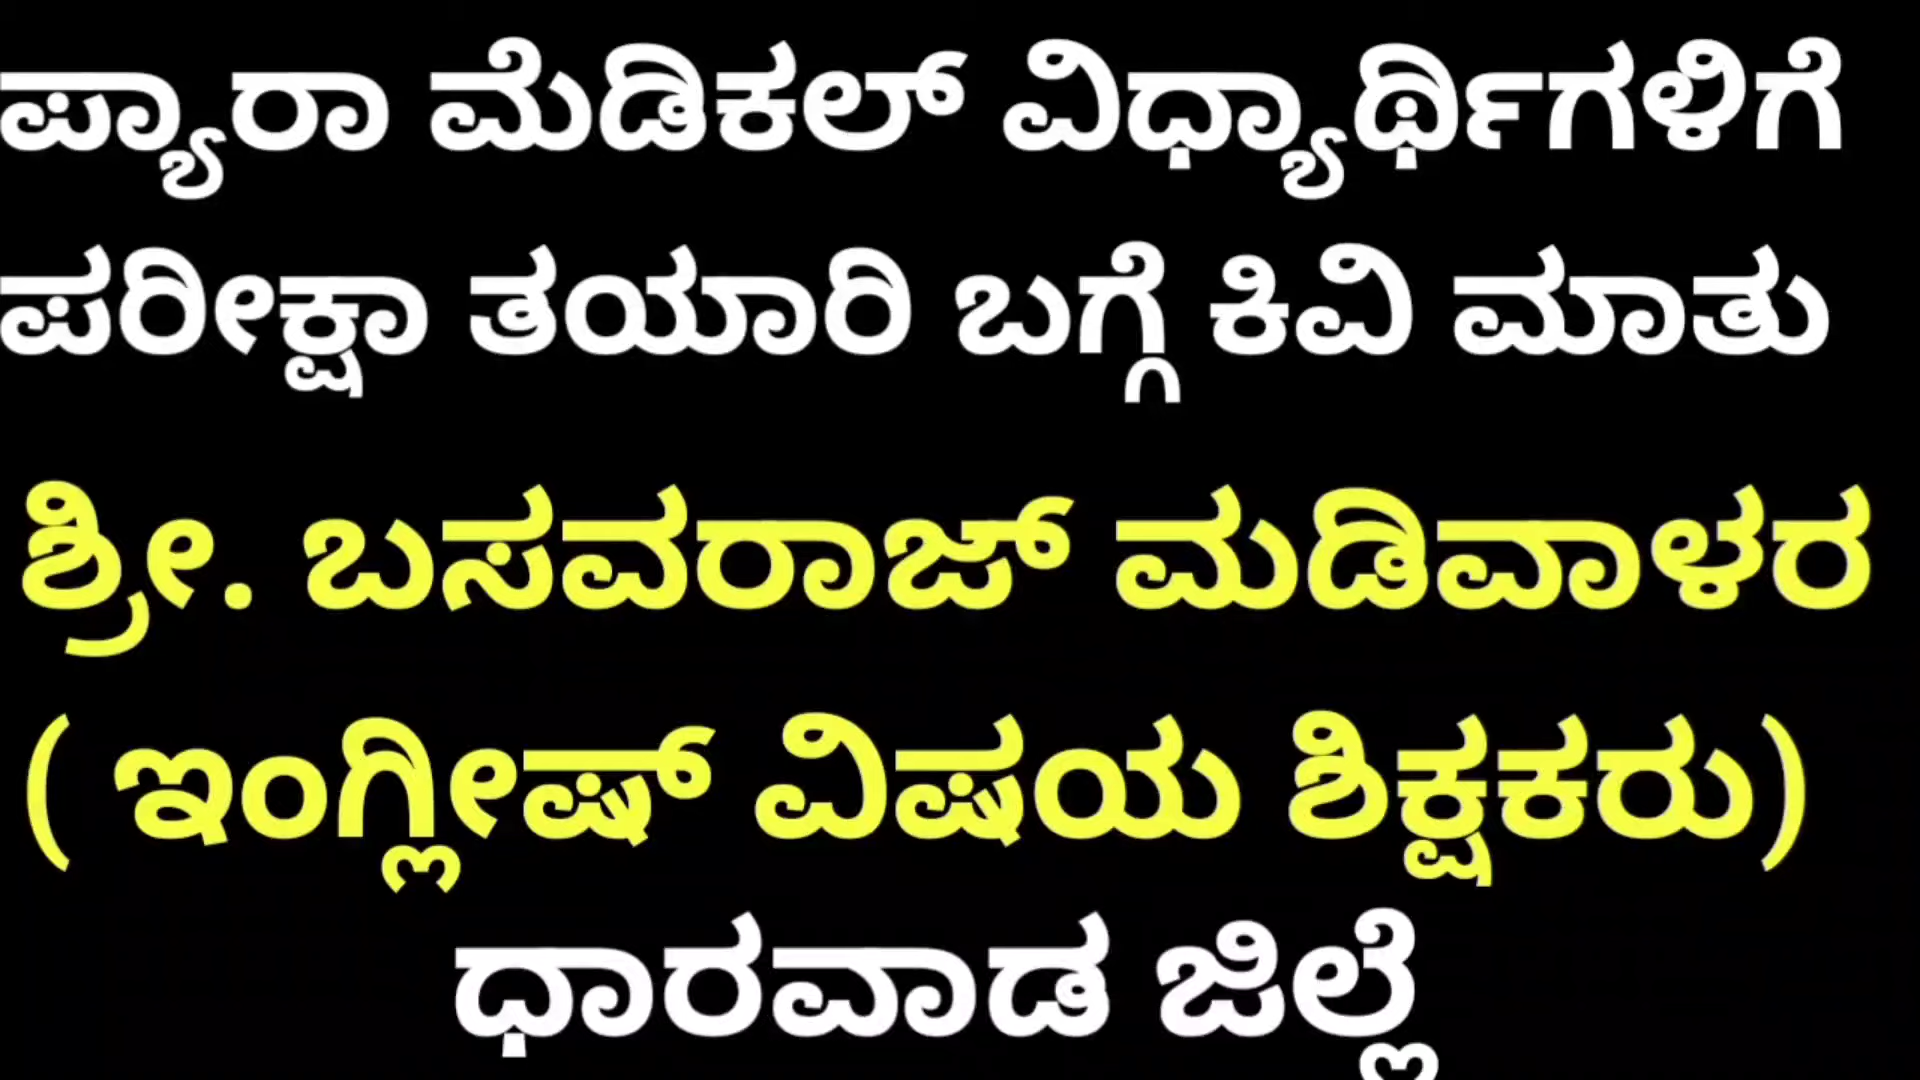 ಪ್ಯಾರಾ ಮೆಡಿಕಲ್ ವಿಧ್ಯಾರ್ಥಿಗಳಿಗೆ
ಪರೀಕ್ಷಾ ತಯಾರಿ ಬಗ್ಗೆ ಕಿವಿ ಮಾತು
ಶ್ರೀ. ಬಸವರಾಜ್ ಮಡಿವಾಳರ
( ಇಂಗ್ಲೀಷ್ ವಿಷಯ ಶಿಕ್ಷಕರು)
ಧಾರವಾಡ ಜಿಲ್ಲೆ